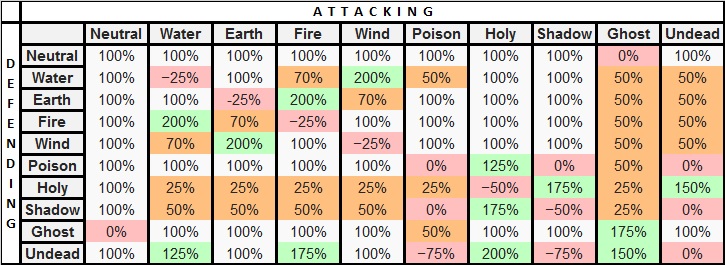 ATTACKING
DEFENDING
Neutral Water Earth Fire Wind Poison Holy Shadow Ghost Undead
Neutral 100% 100% 100% 100% 100% 100% 100% 100% 0% 100%
Water 100% −25% 100% 70% 200% 50% 100% 100% 50% 50%
Earth 100% 100% -25% 200% 70% 100% 100% 100% 50% 50%
Fire 100% 200% 70% −25% 100% 100% 100% 100% 50% 50%
Wind 100% 70% 200% 100% −25% 100% 100% 100% 50% 50%
Poison 100% 100% 100% 100% 100% 0% 125% 0% 50% 0%
Holy 100% 25% 25% 25% 25% 25% −50% 175% 25% 150%
Shadow 100% 50% 50% 50% 50% 0% 175% −50% 25% 0%
Ghost 0% 100% 100% 100% 100% 50% 100% 100% 175% 100%
Undead 100% 125% 100% 175% 100% −75% 200% −75% 150% 0%